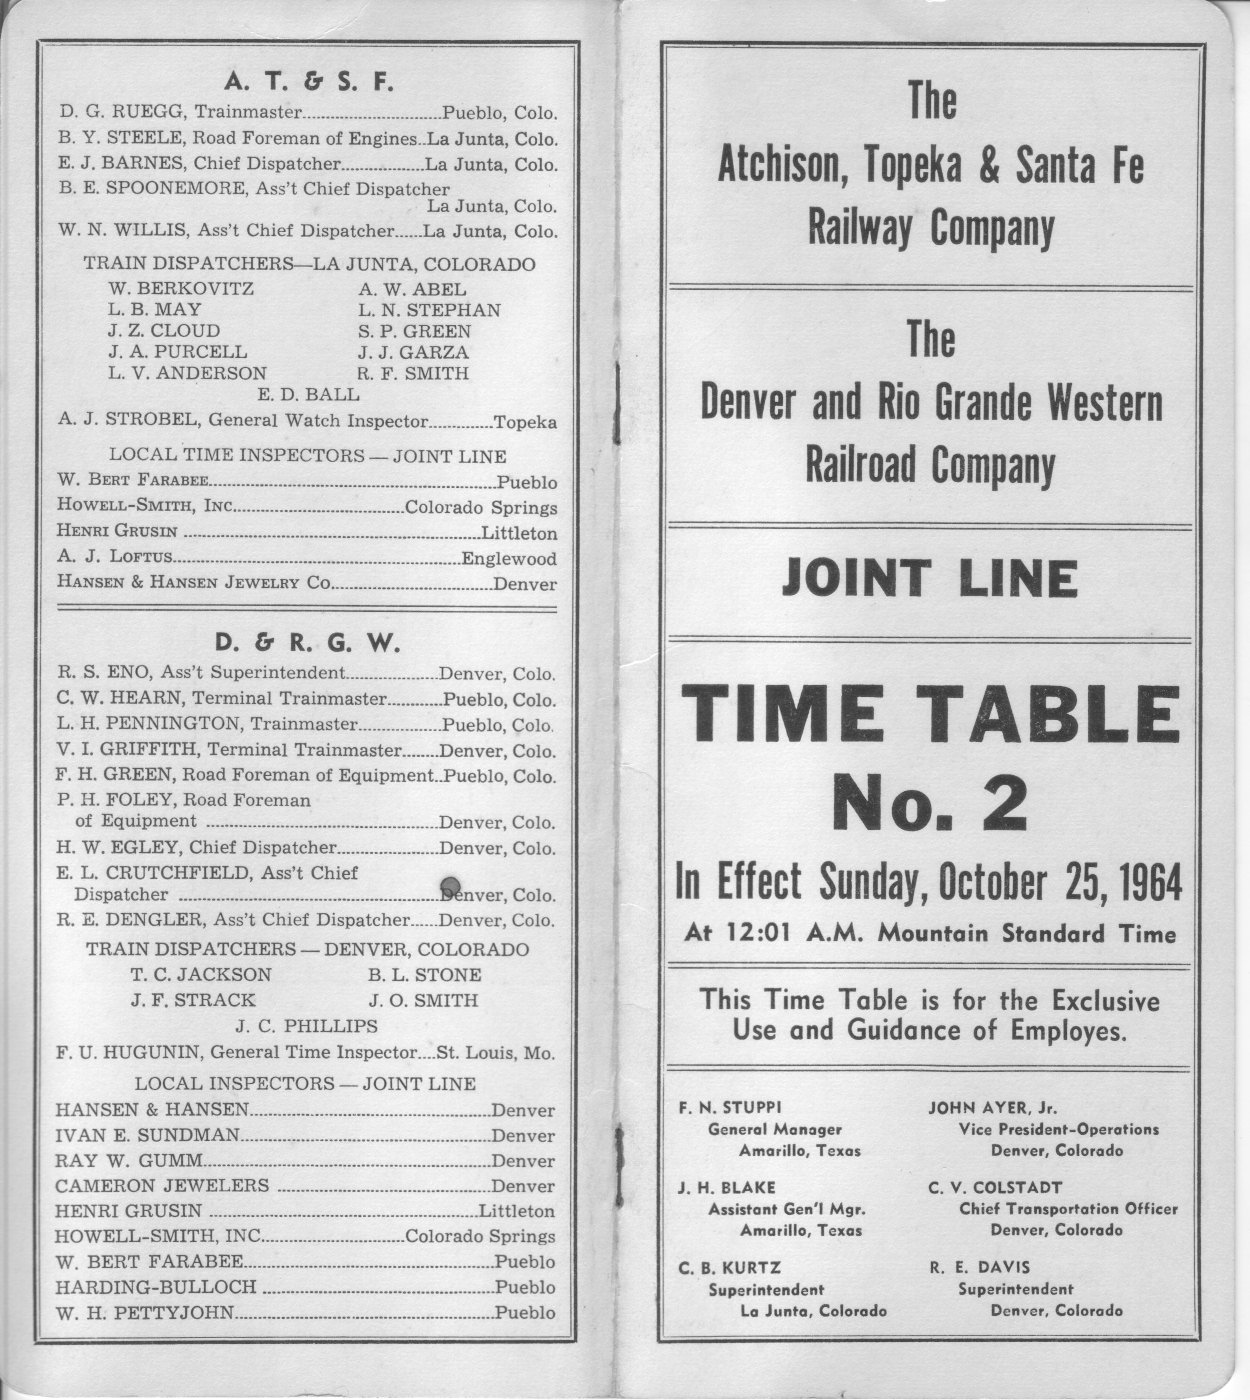 A. T. & S. F.
D. G. RUEGG, Trainmaster..............................Pueblo, Colo.
B. Y. STEELE, Road Foreman of Engines..La Junta, Colo.
E. J. BARNES, Chief Dispatcher..................La Junta, Colo.
B. E. SPOONEMORE, Ass't Chief Dispatcher
La Junta, Colo.
W. N. WILLIS, Ass't Chief Dispatcher......La Junta, Colo.
TRAIN DISPATCHERS—LA JUNTA, COLORADO
W. BERKOVITZ A. W. ABEL
L. B. MAY L. N. STEPHAN
J. Z. CLOUD S. P. GREEN
J. A. PURCELL J. J. GARZA
L. V. ANDERSON R. F. SMITH
E. D. BALL
A. J. STROBEL, General Watch Inspector..............Topeka
LOCAL TIME INSPECTORS — JOINT LINE
W. BERT FARABEE..............................Pueblo
HOWELL-SMITH, INC..............................Colorado Springs
HENRI GRUSIN ..............................Littleton
A. J. LOFTUS..............................Englewood
HANSEN & HANSEN JEWELRY CO..............................Denver
D. & R. G. W.
R. S. ENO, Ass't Superintendent....................Denver, Colo.
C. W. HEARN, Terminal Trainmaster............Pueblo, Colo.
L. H. PENNINGTON, Trainmaster..................Pueblo, Colo.
V. I. GRIFFITH, Terminal Trainmaster........Denver, Colo.
F. H. GREEN, Road Foreman of Equipment..Pueblo, Colo.
P. H. FOLEY, Road Foreman
of Equipment ..............................Denver, Colo.
H. W. EGLEY, Chief Dispatcher......................Denver, Colo.
E. L. CRUTCHFIELD, Ass't Chief
Dispatcher ..............................Denver, Colo.
R. E. DENGLER, Ass't Chief Dispatcher......Denver, Colo.
TRAIN DISPATCHERS — DENVER, COLORADO
T. C. JACKSON B. L. STONE
J. F. STRACK J. O. SMITH
J. C. PHILLIPS
F. U. HUGUNIN, General Time Inspector....St. Louis, Mo.
LOCAL INSPECTORS — JOINT LINE
HANSEN & HANSEN..............................Denver
IVAN E. SUNDMAN..............................Denver
RAY W. GUMM..............................Denver
CAMERON JEWELERS ..............................Denver
HENRI GRUSIN ..............................Littleton
HOWELL-SMITH, INC..............................Colorado Springs
W. BERT FARABEE..............................Pueblo
HARDING-BULLOCH ..............................Pueblo
W. H. PETTYJOHN..............................Pueblo
The
Atchison, Topeka & Santa Fe
Railway Company
The
Denver and Rio Grande Western
Railroad Company
JOINT LINE
TIME TABLE
No. 2
In Effect Sunday, October 25, 1964
At 12:01 A.M. Mountain Standard Time
This Time Table is for the Exclusive
Use and Guidance of Employes.
F. N. STUPPI
General Manager
Amarillo, Texas
J. H. BLAKE
Assistant Gen'l Mgr.
Amarillo, Texas
C. B. KURTZ
Superintendent
La Junta, Colorado
JOHN AYER, Jr.
Vice President-Operations
Denver, Colorado
C. V. COLSTADT
Chief Transportation Officer
Denver, Colorado
R. E. DAVIS
Superintendent
Denver, Colorado